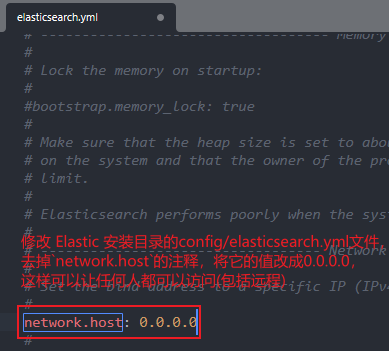 elasticsearch.yml
# ---------------------------------- Memory
#
# Lock the memory on startup:
#
#bootstrap.memory_lock: true
#
# Make sure that the heap size is set to abou
# on the system and that the owner of the pro
# limit.
#
# Elasticsearch performs poorly when the sys
修改 Elastic 安装目录的config/elasticsearch.yml文件,
# ---------------------------------- Network
去掉`network.host`的注释，将它的值改成0.0.0.0,
这样可以让任何人都可以访问(包括远程)
# Set the bind address to a specific IP (IPv4
#
network.host: 0.0.0.0